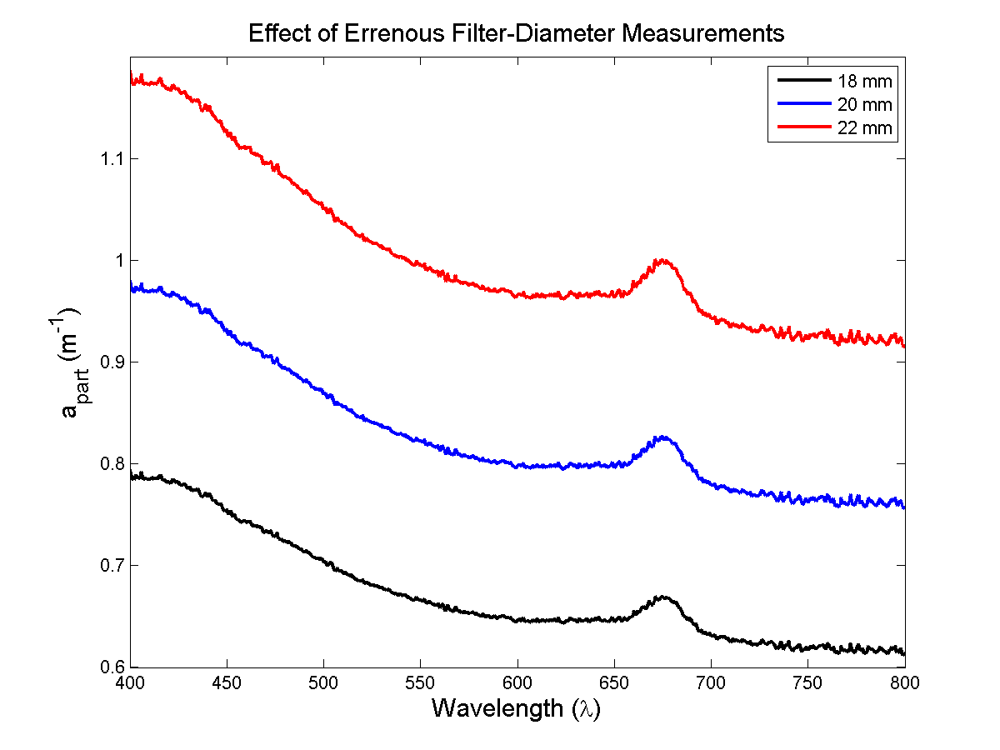 Effect of Errenous Filter-Diameter Measurements
18 mm
20 mm
22 mm
1.1
1
0.9
0.8
0.7
0.6
a_part (m^-1)
400 450 500 550 600 650 700 750 800
Wavelength (λ)